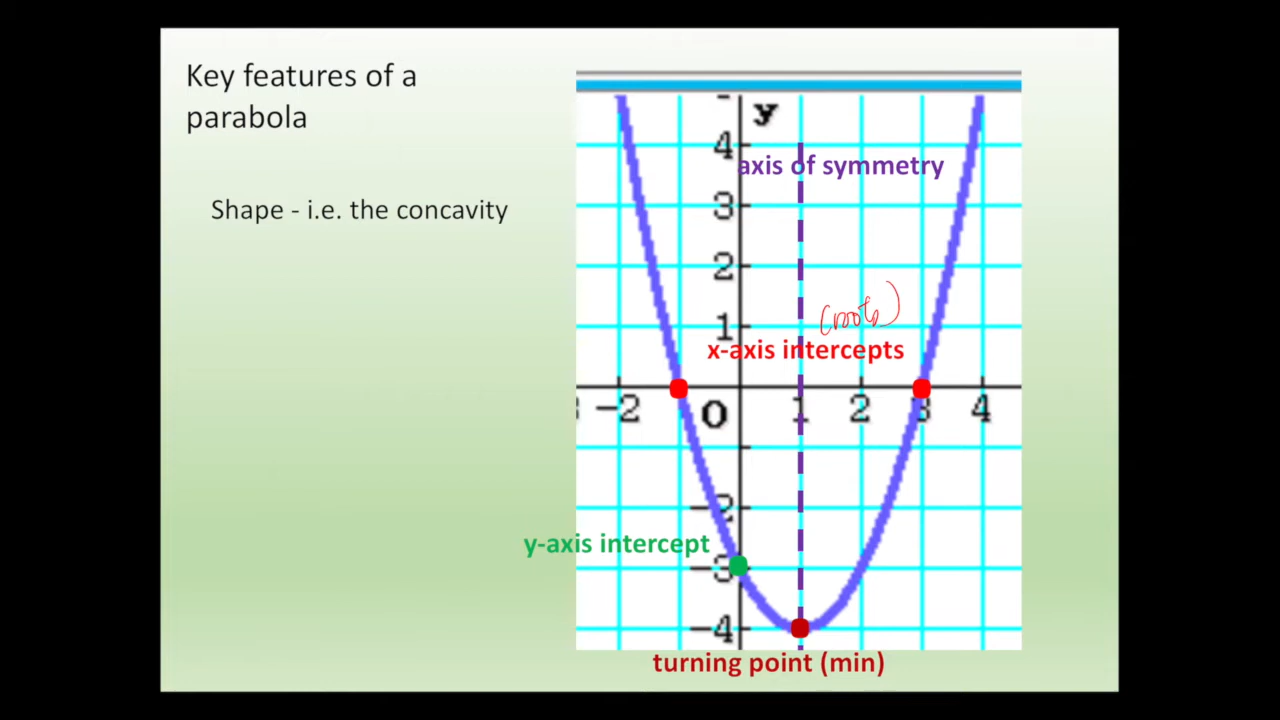 Key features of a
parabola
Shape - i.e. the concavity
y
4
axis of symmetry
3
2
1
(roots)
x-axis intercepts
-2 O 1 2 3 4
-2
y-axis intercept
-3
-4
turning point (min)